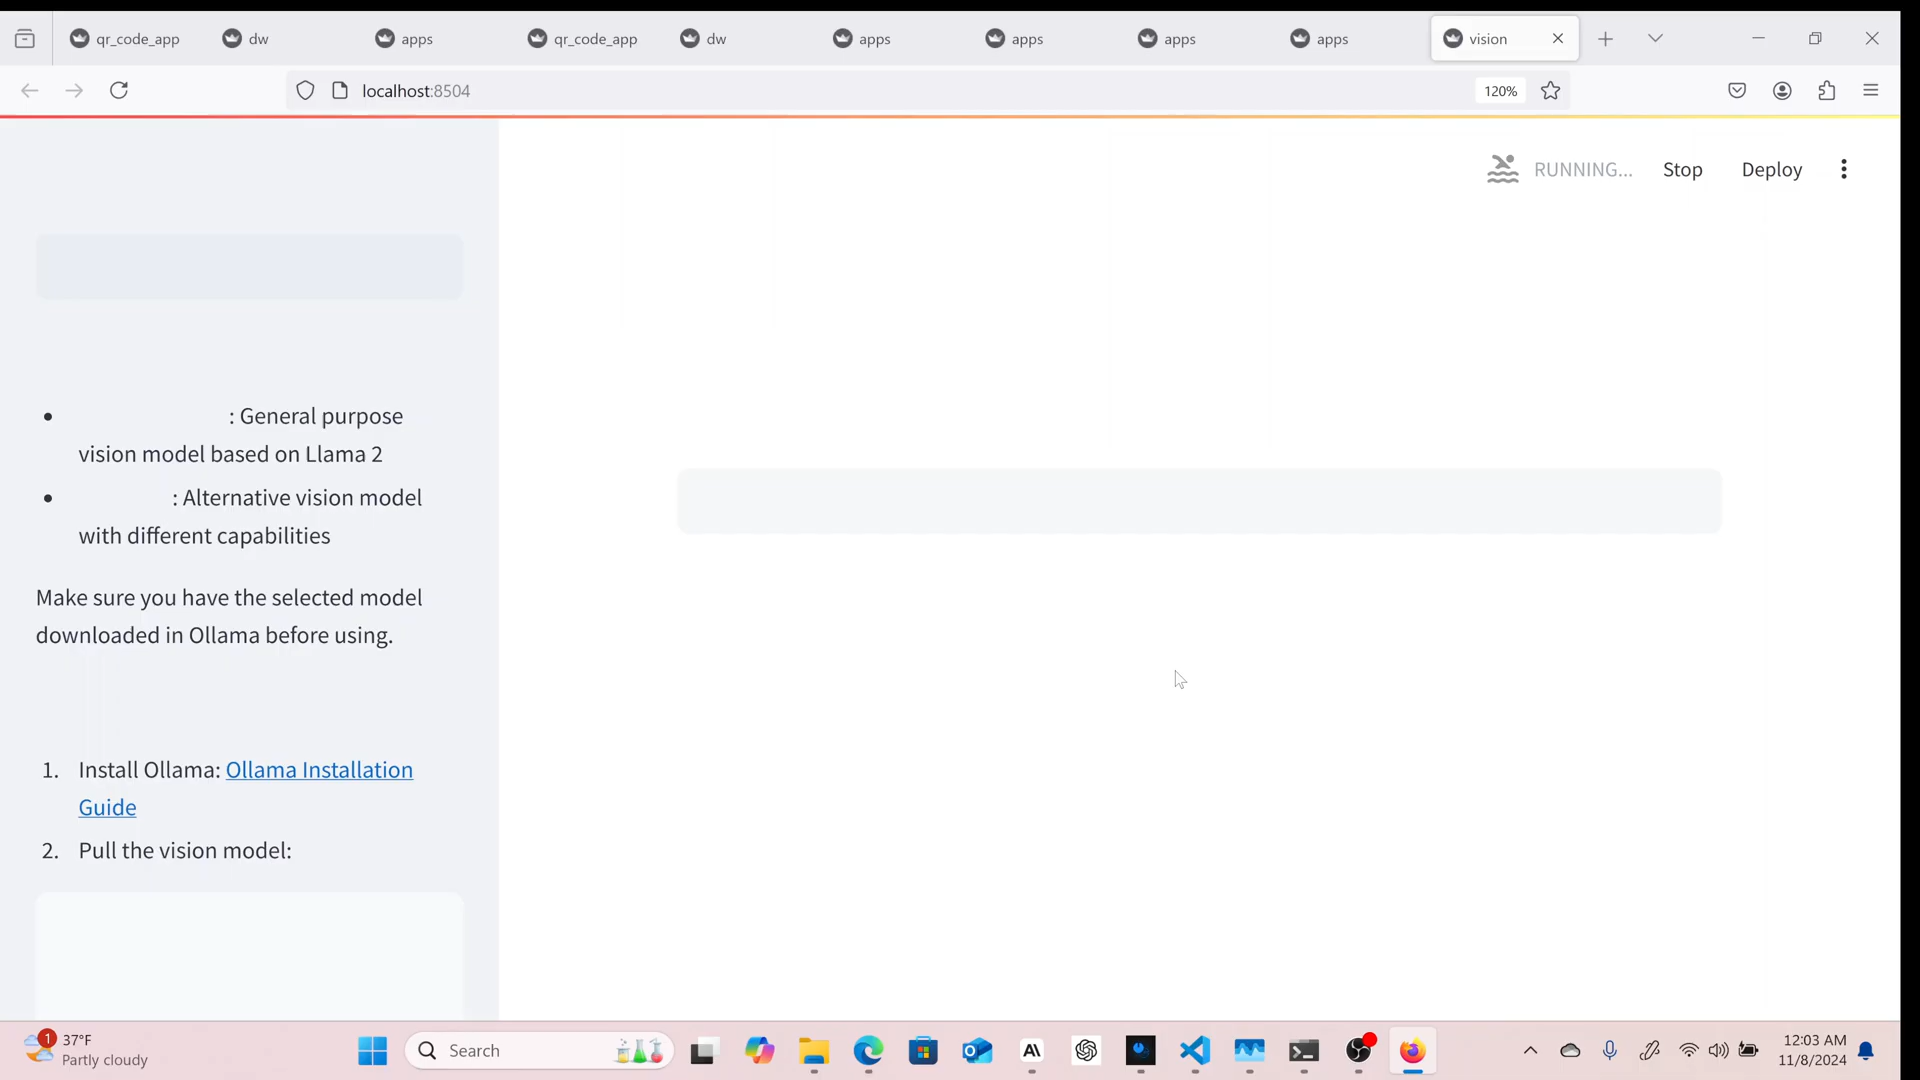 qr_code_app dw apps qr_code_app dw apps apps apps apps vision
localhost:8504 120%
RUNNING... Stop Deploy
: General purpose
vision model based on Llama 2
: Alternative vision model
with different capabilities
Make sure you have the selected model
downloaded in Ollama before using.
1. Install Ollama: Ollama Installation
Guide
2. Pull the vision model:
1
37°F
Partly cloudy
Search
12:03 AM
11/8/2024